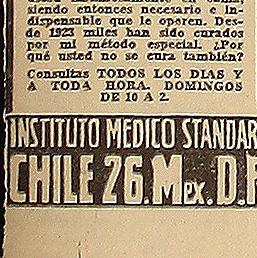 siendo entonces necesario e in-
dispensable que le operen. Des-
de 1923 miles han sido curados
por mi método especial. ¿Por
qué usted no se cura también?
Consultas TODOS LOS DIAS Y
A TODA HORA. DOMINGOS
DE 10 A 2.
INSTITUTO MEDICO STANDAR
CHILE 26. Mex. D.F